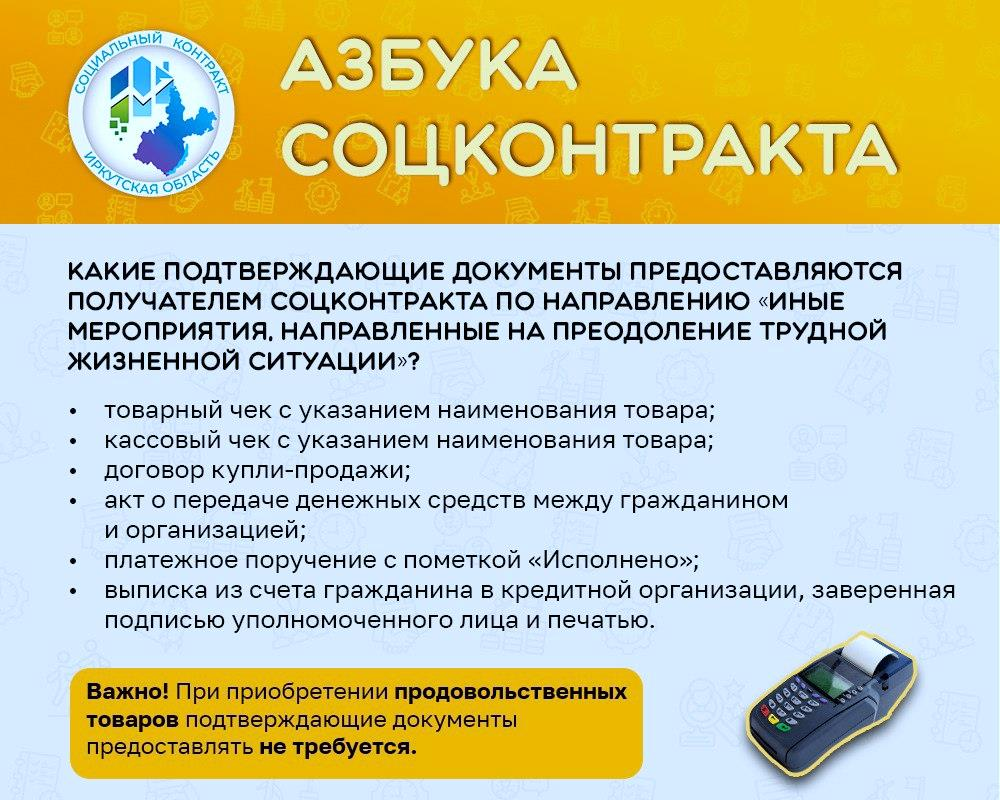 СОЦИАЛЬНЫЙ КОНТРАКТ
ИРКУТСКАЯ ОБЛАСТЬ
АЗБУКА
СОЦКОНТРАКТА
КАКИЕ ПОДТВЕРЖДАЮЩИЕ ДОКУМЕНТЫ ПРЕДОСТАВЛЯЮТСЯ
ПОЛУЧАТЕЛЕМ СОЦКОНТРАКТА ПО НАПРАВЛЕНИЮ «ИНЫЕ
МЕРОПРИЯТИЯ, НАПРАВЛЕННЫЕ НА ПРЕОДОЛЕНИЕ ТРУДНОЙ
ЖИЗНЕННОЙ СИТУАЦИИ»?
• товарный чек с указанием наименования товара;
• кассовый чек с указанием наименования товара;
• договор купли-продажи;
• акт о передаче денежных средств между гражданином
и организацией;
• платежное поручение с пометкой «Исполнено»;
• выписка из счета гражданина в кредитной организации, заверенная
подписью уполномоченного лица и печатью.
Важно! При приобретении продовольственных
товаров подтверждающие документы
предоставлять не требуется.